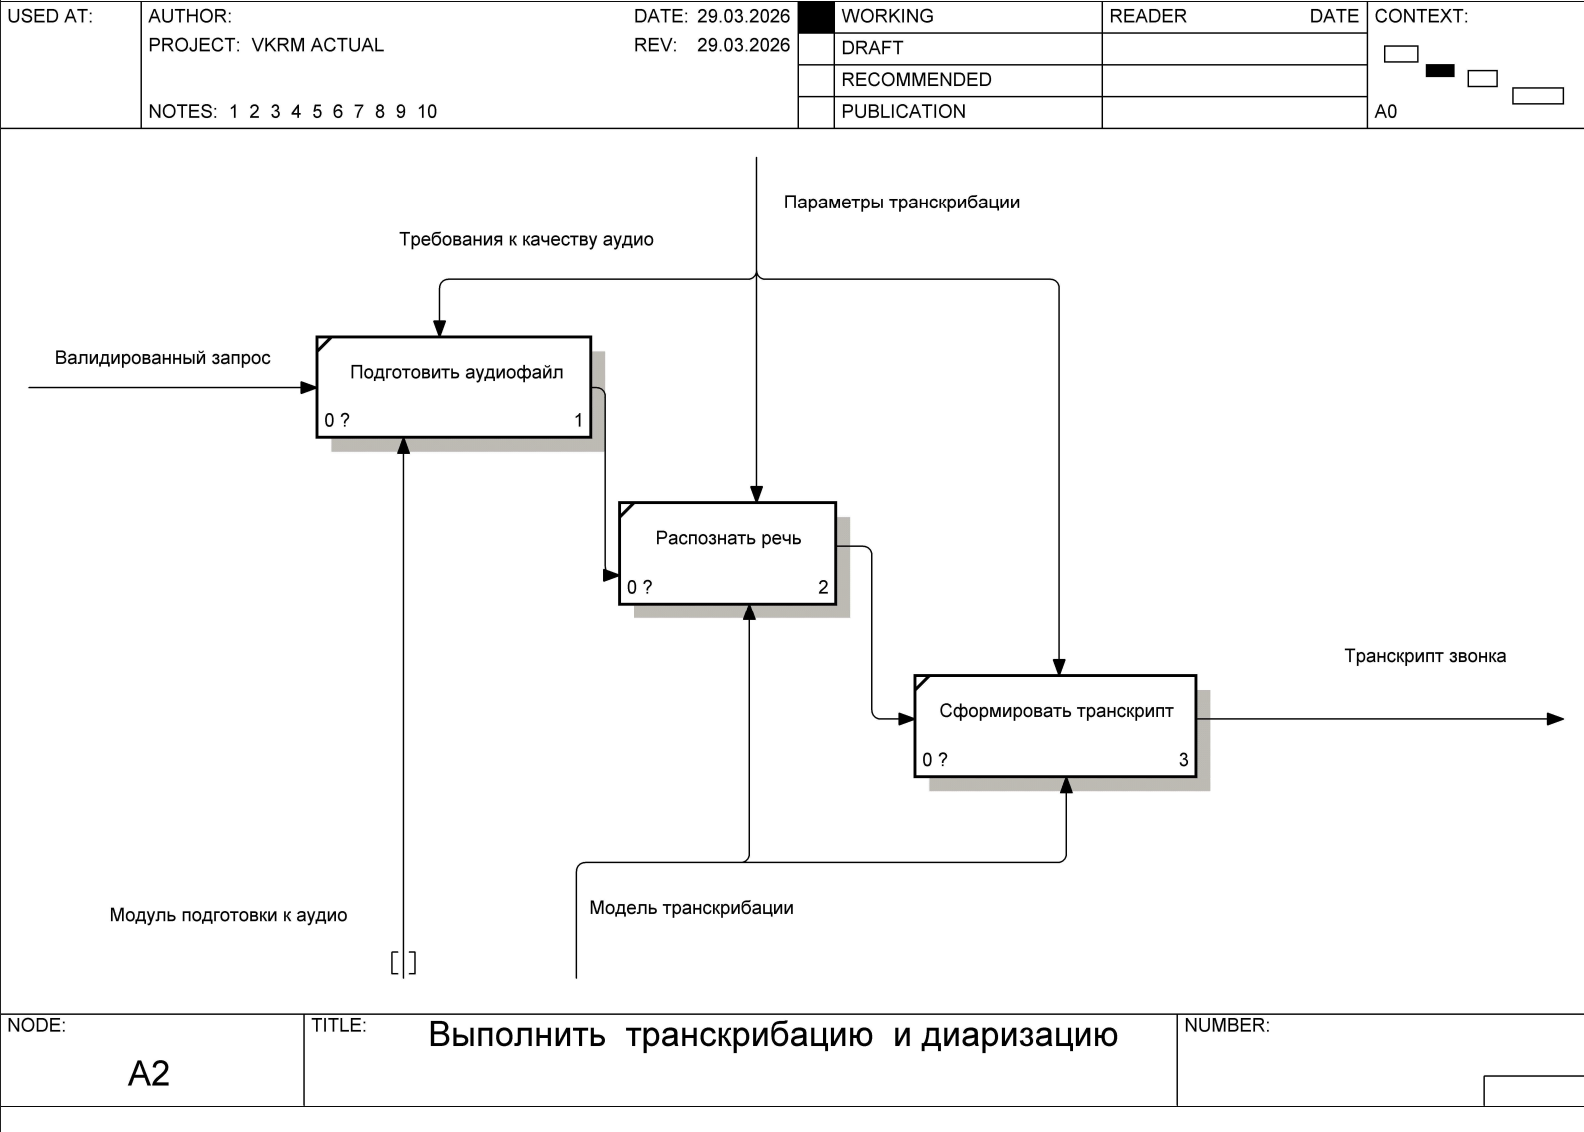 USED AT:
AUTHOR:
DATE: 29.03.2026
PROJECT: VKRM ACTUAL
REV: 29.03.2026
NOTES: 1 2 3 4 5 6 7 8 9 10
WORKING
DRAFT
RECOMMENDED
PUBLICATION
READER DATE
CONTEXT:
A0
Параметры транскрибации
Требования к качеству аудио
Валидированный запрос
Подготовить аудиофайл
0 ? 1
Распознать речь
0 ? 2
Транскрипт звонка
Сформировать транскрипт
0 ? 3
Модуль подготовки к аудио
Модель транскрибации
NODE:
A2
TITLE:
Выполнить транскрибацию и диаризацию
NUMBER: